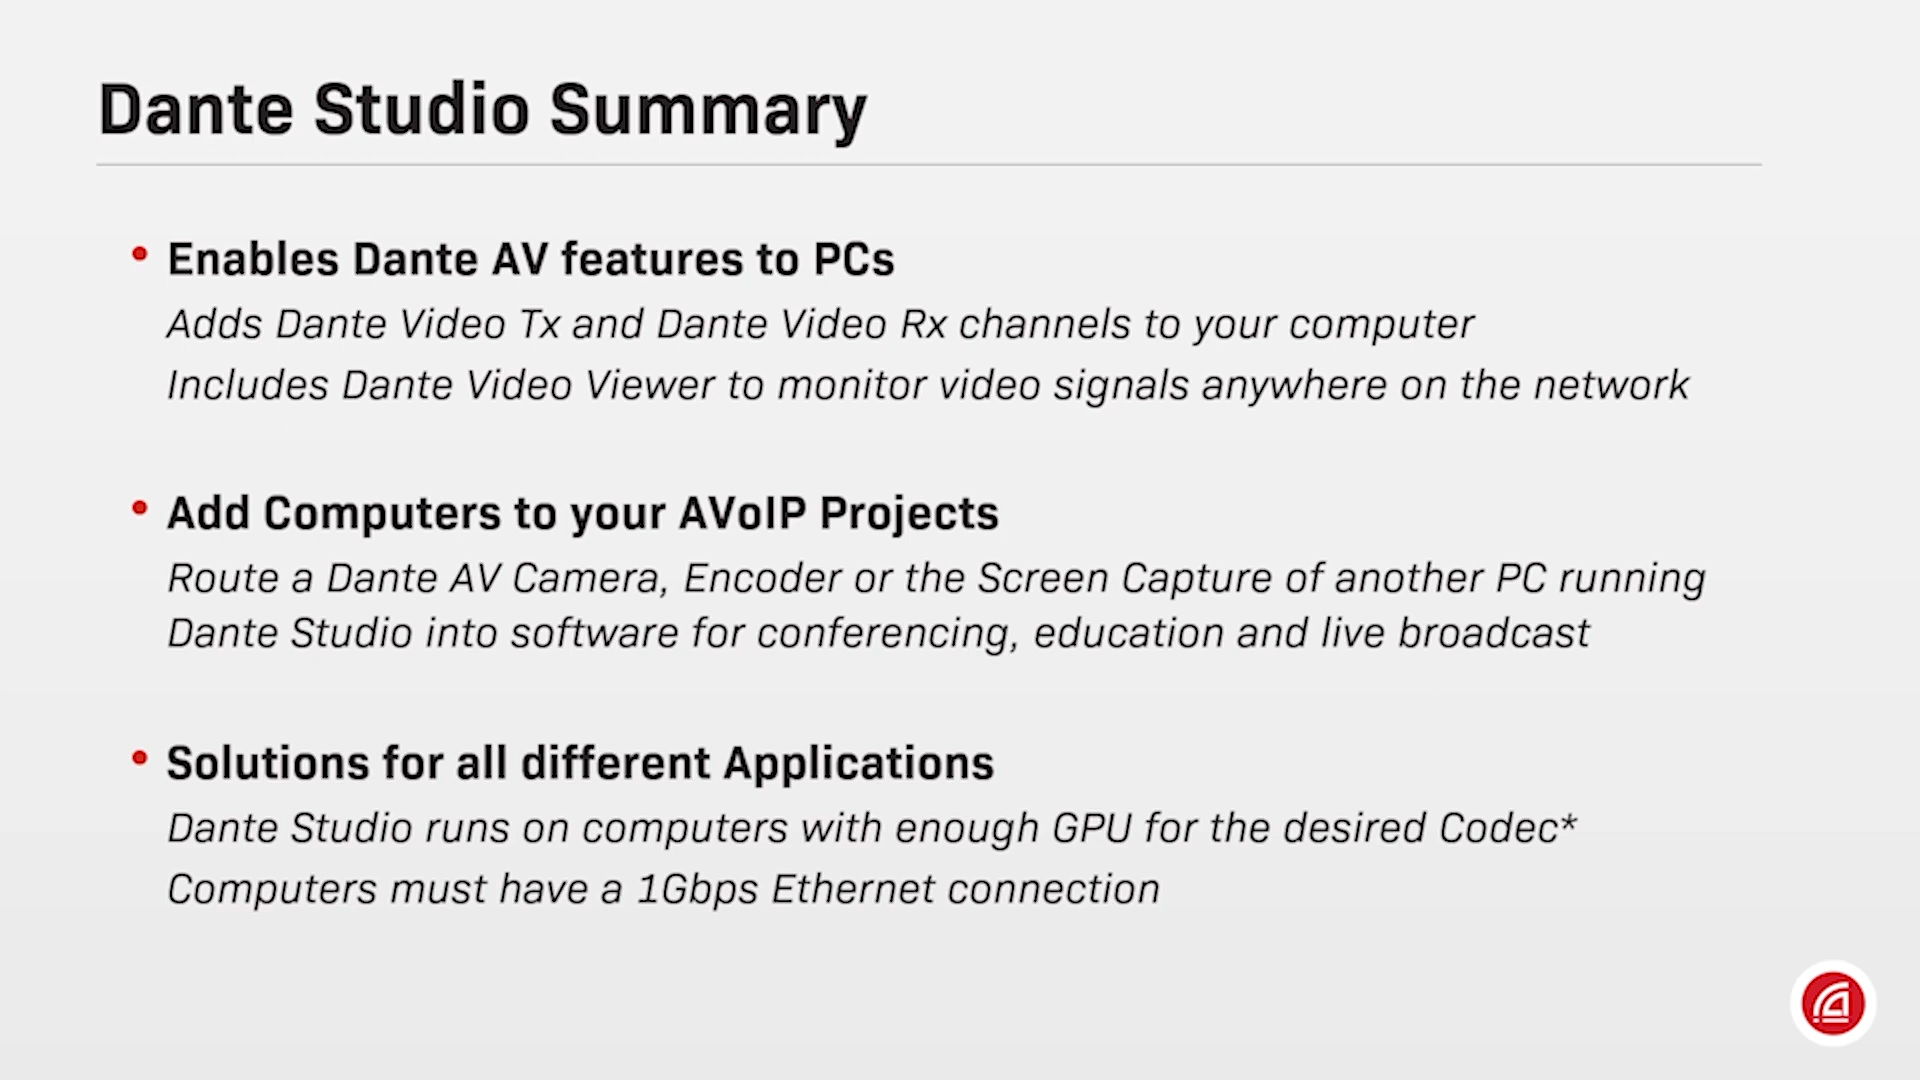 Dante Studio Summary
• Enables Dante AV features to PCs
Adds Dante Video Tx and Dante Video Rx channels to your computer
Includes Dante Video Viewer to monitor video signals anywhere on the network
• Add Computers to your AVoIP Projects
Route a Dante AV Camera, Encoder or the Screen Capture of another PC running
Dante Studio into software for conferencing, education and live broadcast
• Solutions for all different Applications
Dante Studio runs on computers with enough GPU for the desired Codec*
Computers must have a 1Gbps Ethernet connection